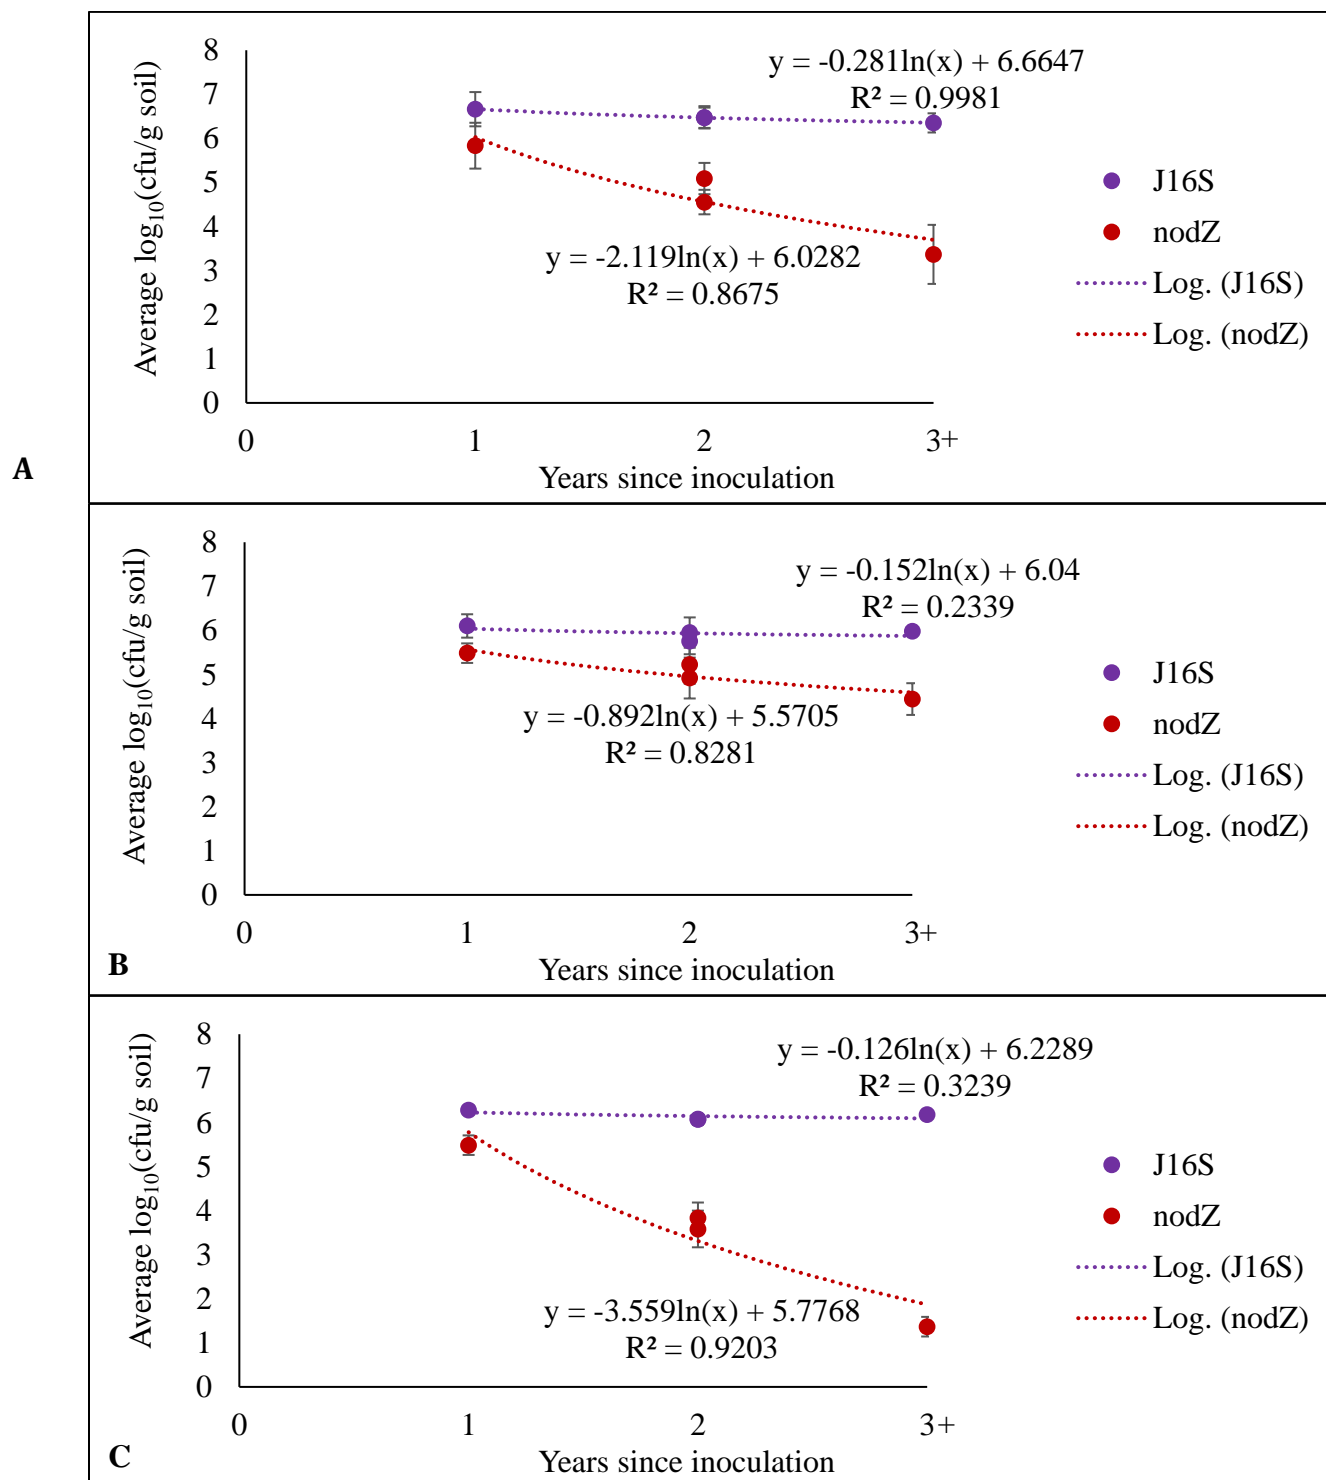 A
Average log10(cfu/g soil)
8
7
6
5
4
3
2
1
0
y = -0.281ln(x) + 6.6647
R² = 0.9981
y = -2.119ln(x) + 6.0282
R² = 0.8675
0 1 2 3+
Years since inoculation
J16S
nodZ
Log. (J16S)
Log. (nodZ)
B
Average log10(cfu/g soil)
8
7
6
5
4
3
2
1
0
y = -0.152ln(x) + 6.04
R² = 0.2339
y = -0.892ln(x) + 5.5705
R² = 0.8281
0 1 2 3+
Years since inoculation
J16S
nodZ
Log. (J16S)
Log. (nodZ)
C
Average log10(cfu/g soil)
8
7
6
5
4
3
2
1
0
y = -0.126ln(x) + 6.2289
R² = 0.3239
y = -3.559ln(x) + 5.7768
R² = 0.9203
0 1 2 3+
Years since inoculation
J16S
nodZ
Log. (J16S)
Log. (nodZ)